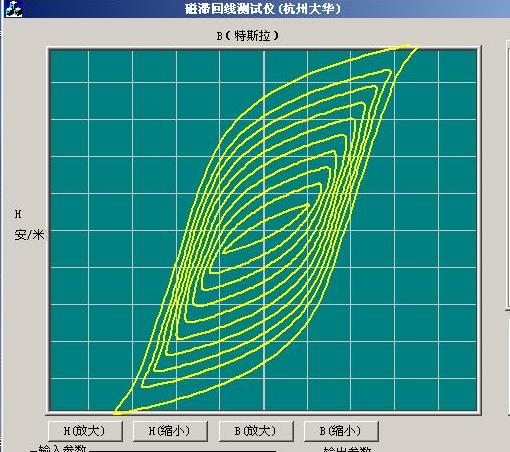 磁滞回线测试仪(杭州大华)
B(特斯拉)
H
安/米
H(放大) H(缩小) B(放大) B(缩小)
输入参数 输出参数